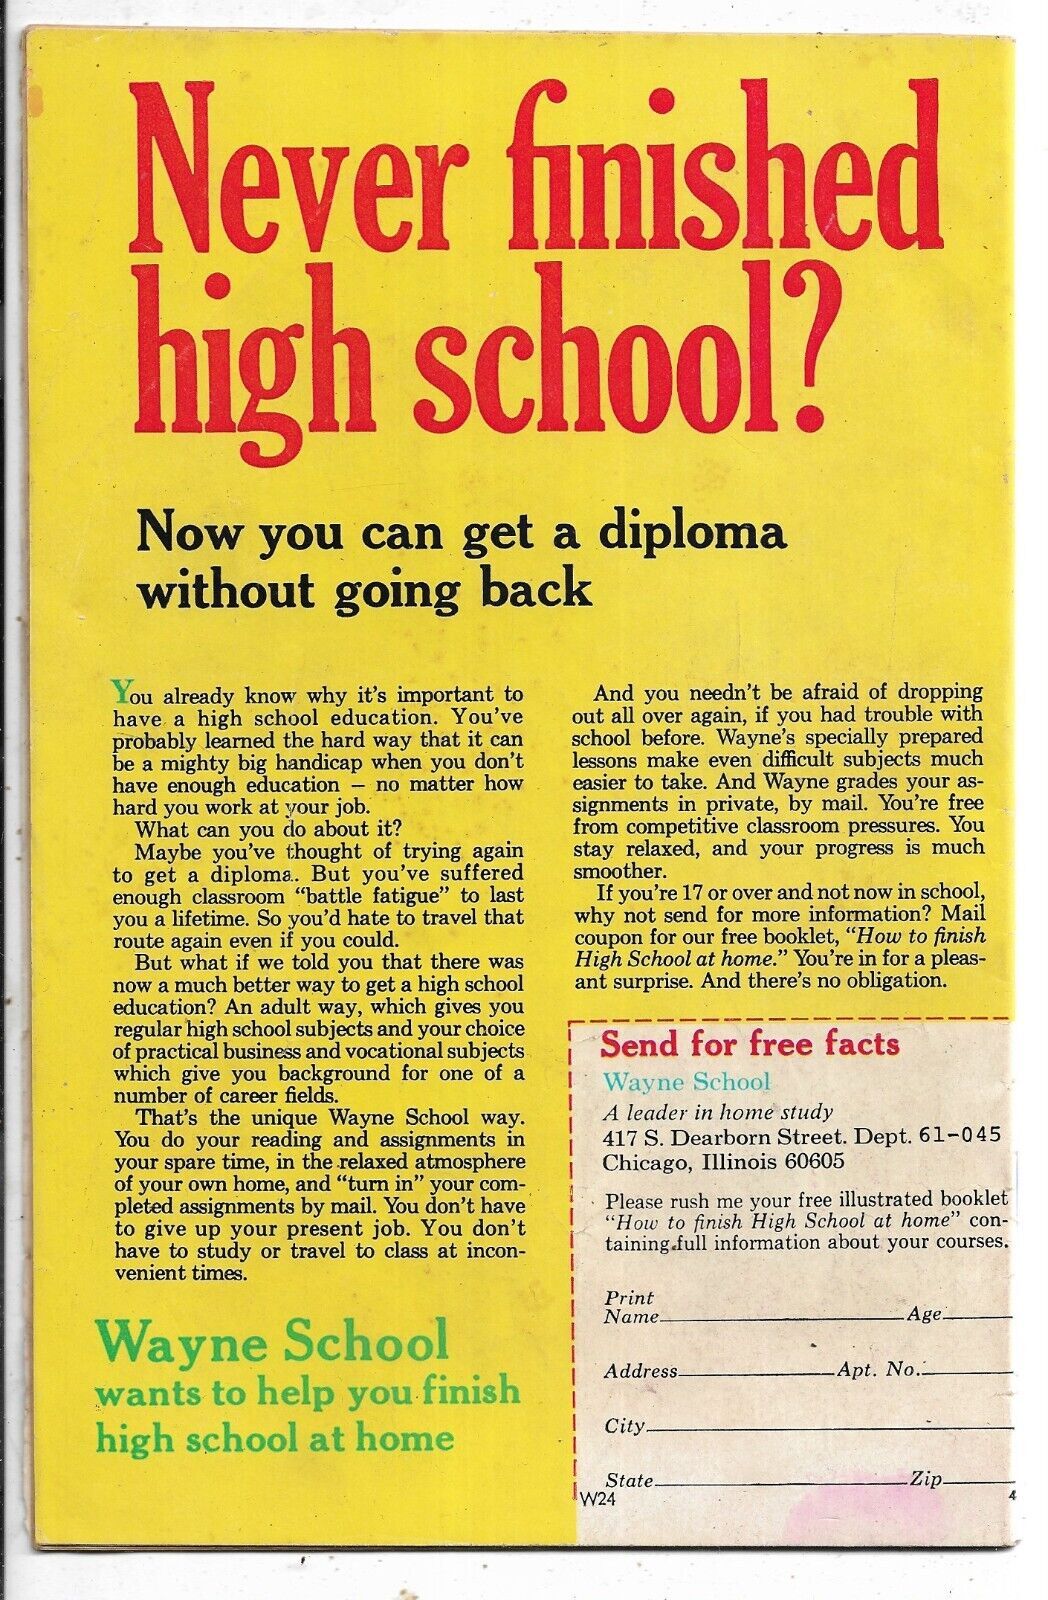 Never finished
high school?
Now you can get a diploma
without going back
You already know why it's important to
have a high school education. You've
probably learned the hard way that it can
be a mighty big handicap when you don't
have enough education – no matter how
hard you work at your job.
What can you do about it?
Maybe you've thought of trying again
to get a diploma. But you've suffered
enough classroom "battle fatigue" to last
you a lifetime. So you'd hate to travel that
route again even if you could.
But what if we told you that there was
now a much better way to get a high school
education? An adult way, which gives you
regular high school subjects and your choice
of practical business and vocational subjects
which give you background for one of a
number of career fields.
That's the unique Wayne School way.
You do your reading and assignments in
your spare time, in the relaxed atmosphere
of your own home, and "turn in" your com-
pleted assignments by mail. You don't have
to give up your present job. You don't
have to study or travel to class at incon-
venient times.
Wayne School
wants to help you finish
high school at home
And you needn't be afraid of dropping
out all over again, if you had trouble with
school before. Wayne's specially prepared
lessons make even difficult subjects much
easier to take. And Wayne grades your as-
signments in private, by mail. You're free
from competitive classroom pressures. You
stay relaxed, and your progress is much
smoother.
If you're 17 or over and not now in school,
why not send for more information? Mail
coupon for our free booklet, "How to finish
High School at home." You're in for a pleas-
ant surprise. And there's no obligation.
Send for free facts
Wayne School
A leader in home study
417 S. Dearborn Street. Dept. 61-045
Chicago, Illinois 60605
Please rush me your free illustrated booklet
"How to finish High School at home" con-
taining full information about your courses.
Print
Name Age
Address Apt. No.
City
State Zip
W24 4